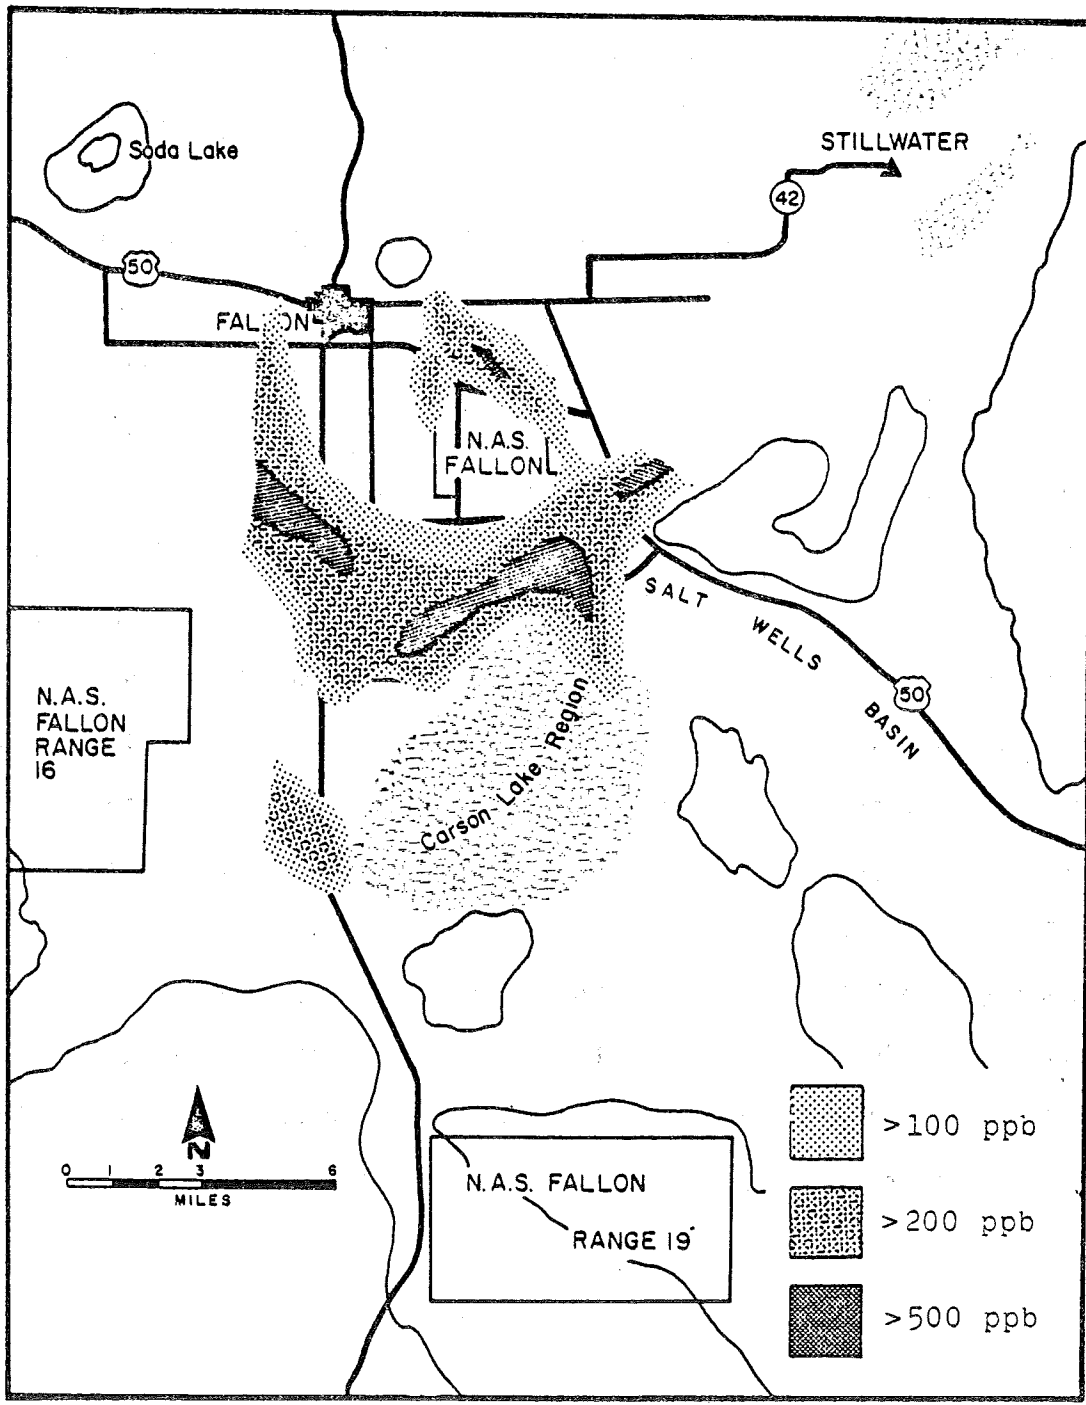 Soda Lake
STILLWATER
42
50
FALLON
N.A.S.
FALLON
SALT WELLS BASIN
50
N.A.S.
FALLON
RANGE
16
Carson Lake Region
N
0 1 2 3 6
MILES
N.A.S. FALLON
RANGE 19
>100 ppb
>200 ppb
>500 ppb